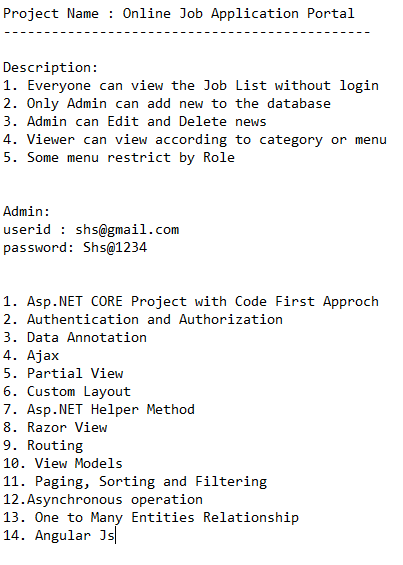 Project Name : Online Job Application Portal
----------------------------------------------
Description:
1. Everyone can view the Job List without login
2. Only Admin can add new to the database
3. Admin can Edit and Delete news
4. Viewer can view according to category or menu
5. Some menu restrict by Role
Admin:
userid : shs@gmail.com
password: Shs@1234
1. Asp.NET CORE Project with Code First Approch
2. Authentication and Authorization
3. Data Annotation
4. Ajax
5. Partial View
6. Custom Layout
7. Asp.NET Helper Method
8. Razor View
9. Routing
10. View Models
11. Paging, Sorting and Filtering
12.Asynchronous operation
13. One to Many Entities Relationship
14. Angular Js